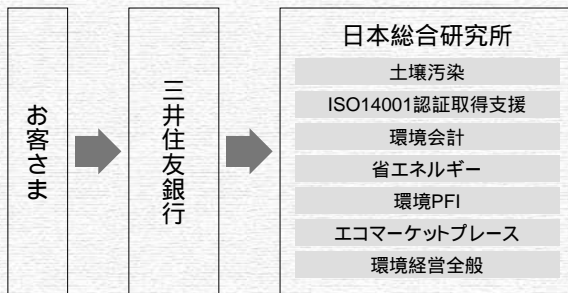 お客さま
三井住友銀行
日本総合研究所
土壌汚染
ISO14001認証取得支援
環境会計
省エネルギー
環境PFI
エコマーケットプレース
環境経営全般